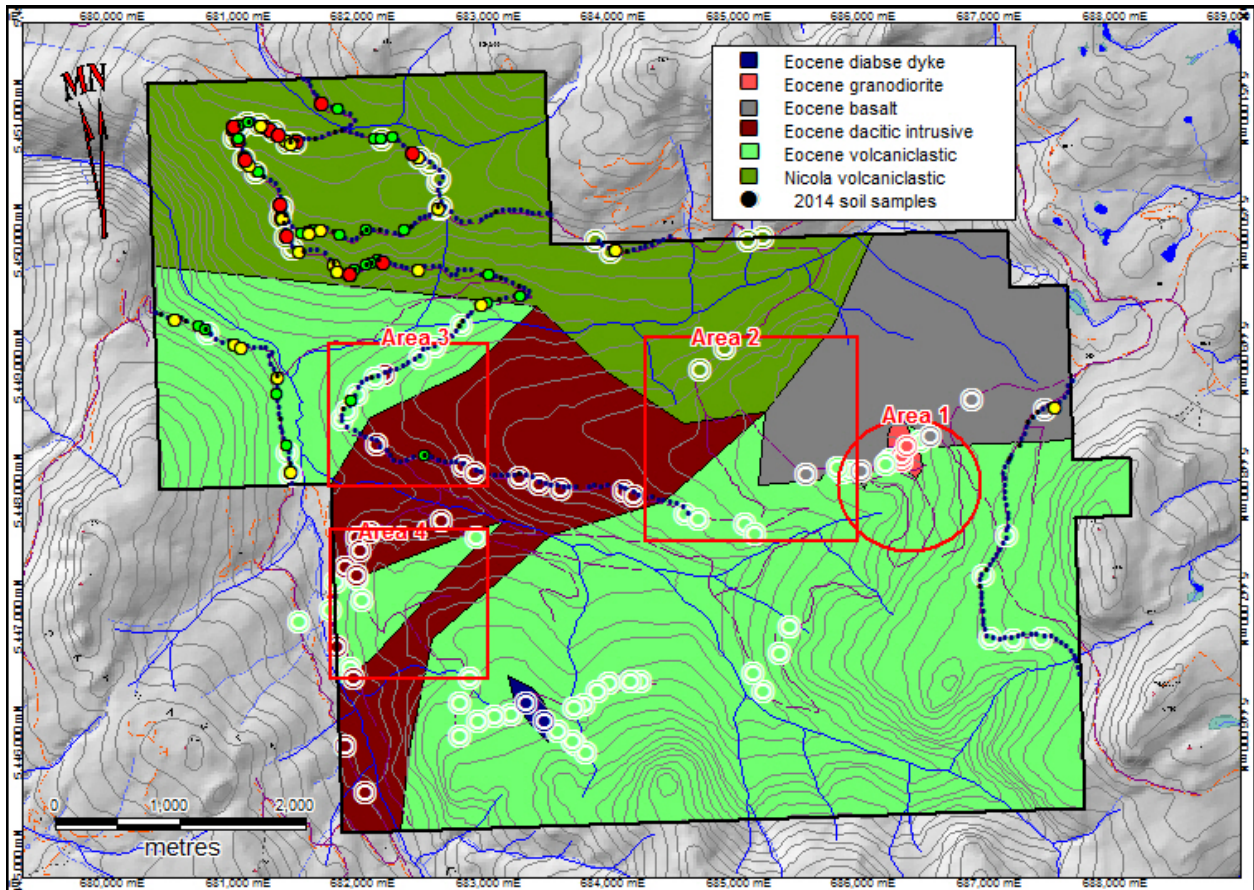 680,000 mE 681,000 mE 682,000 mE 683,000 mE 684,000 mE 685,000 mE 686,000 mE 687,000 mE 688,000 mE 689,0
MN
Eocene diabse dyke
Eocene granodiorite
Eocene basalt
Eocene dacitic intrusive
Eocene volcaniclastic
Nicola volcaniclastic
2014 soil samples
Area 3
Area 2
Area 1
Area 4
0 1,000 2,000
metres
680,000 mE 681,000 mE 682,000 mE 683,000 mE 684,000 mE 685,000 mE 686,000 mE 687,000 mE 688,000 mE